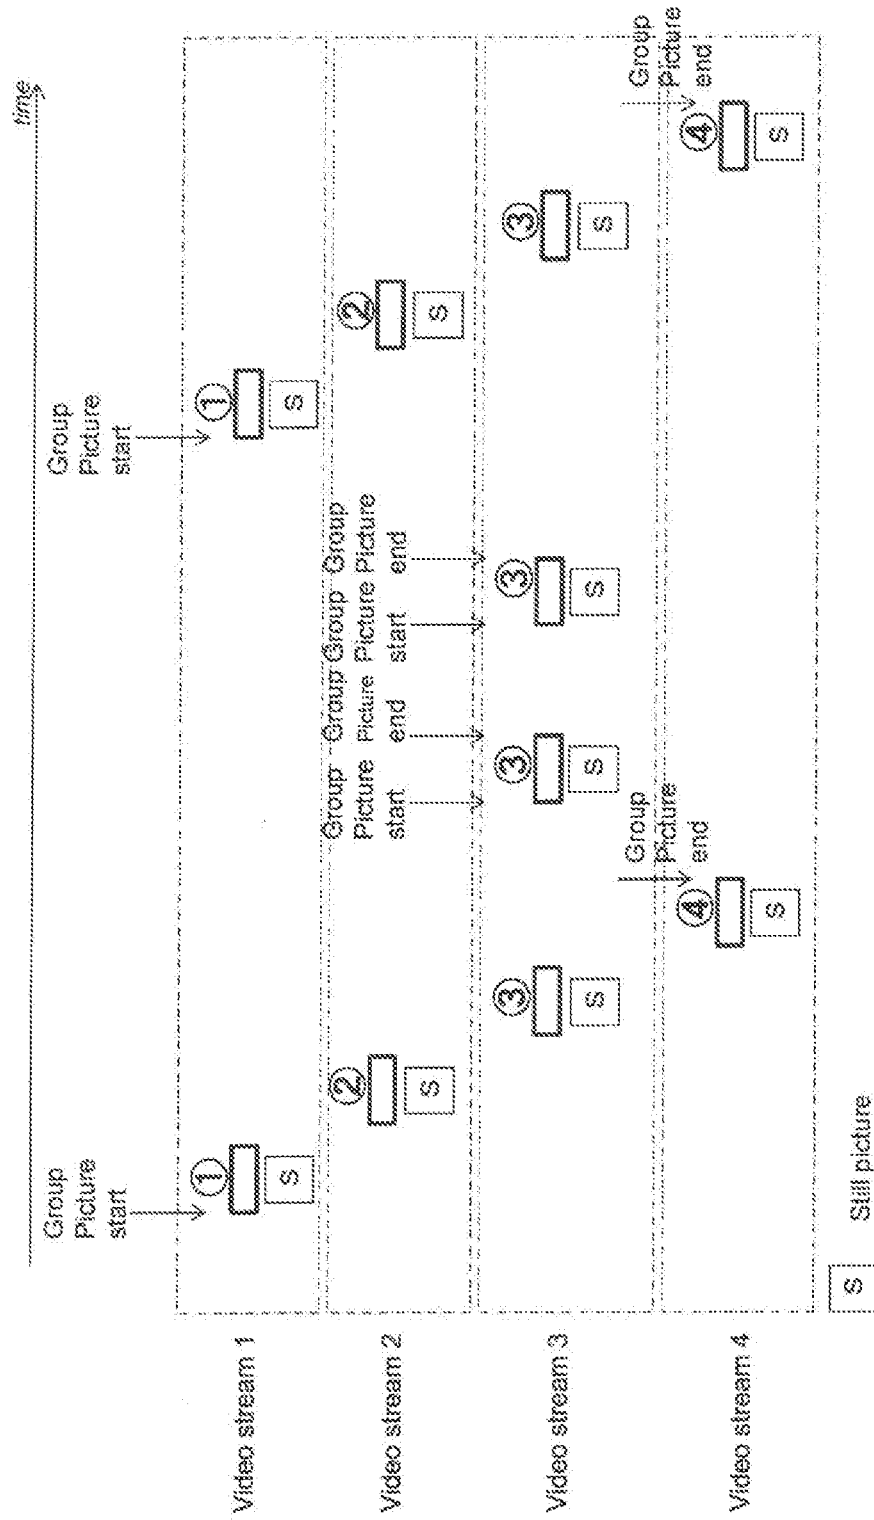 time
Group
Picture
start
Group
Picture
start
Video stream 1
①
S
①
S
Group
Picture
start
Group
Picture
end
Group
Picture
start
Group
Picture
end
Video stream 2
②
S
②
S
Video stream 3
③
S
③
S
③
S
③
S
Group
Picture
end
Group
Picture
end
Video stream 4
④
S
④
S
S Still picture